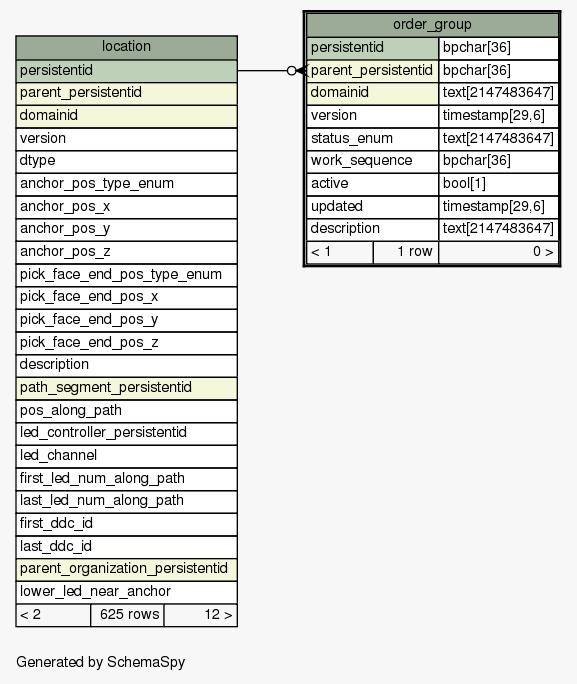 location
persistentid
parent_persistentid
domainid
version
dtype
anchor_pos_type_enum
anchor_pos_x
anchor_pos_y
anchor_pos_z
pick_face_end_pos_type_enum
pick_face_end_pos_x
pick_face_end_pos_y
pick_face_end_pos_z
description
path_segment_persistentid
pos_along_path
led_controller_persistentid
led_channel
first_led_num_along_path
last_led_num_along_path
first_ddc_id
last_ddc_id
parent_organization_persistentid
lower_led_near_anchor
< 2 625 rows 12 >
order_group
persistentid bpchar[36]
parent_persistentid bpchar[36]
domainid text[2147483647]
version timestamp[29,6]
status_enum text[2147483647]
work_sequence bpchar[36]
active bool[1]
updated timestamp[29,6]
description text[2147483647]
< 1 1 row 0 >
Generated by SchemaSpy